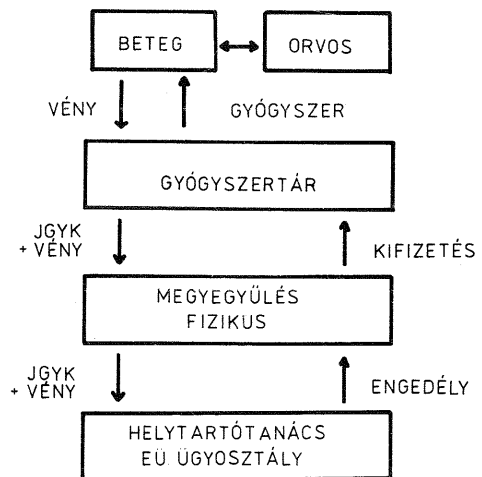 BETEG
ORVOS
VÉNY
GYÓGYSZER
GYÓGYSZERTÁR
JGYK
+ VÉNY
KIFIZETÉS
MEGYEGYŰLÉS
FIZIKUS
JGYK
+ VÉNY
ENGEDÉLY
HELYTARTÓTANÁCS
EÜ. ÜGYOSZTÁLY